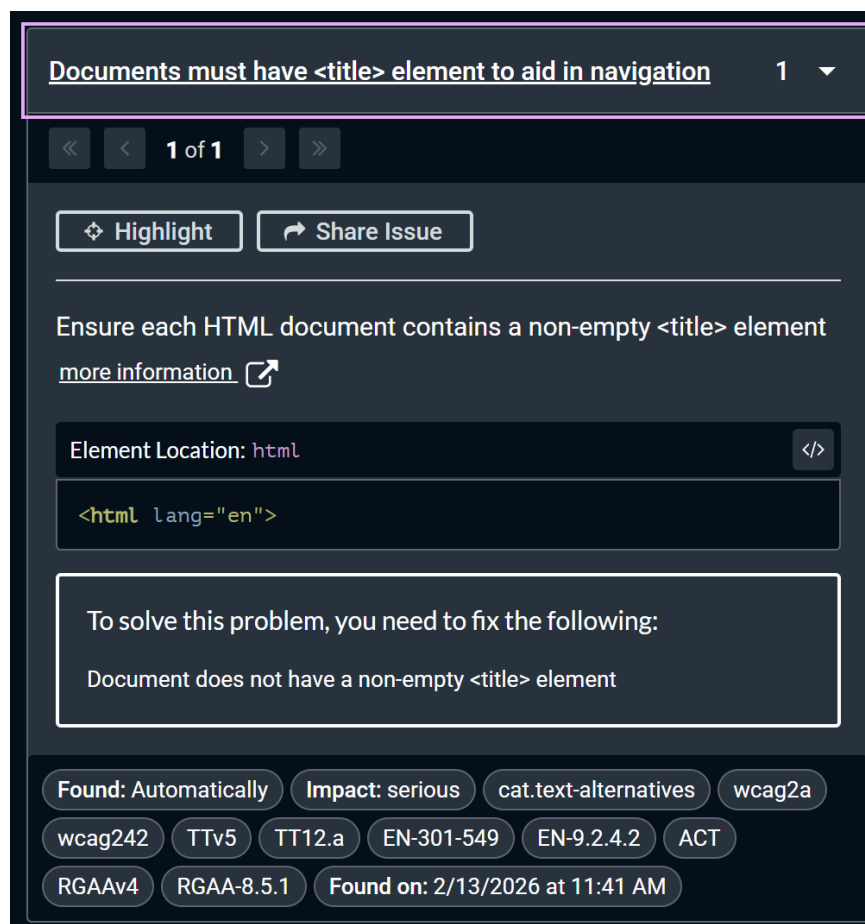 Documents must have <title> element to aid in navigation 1
1 of 1
Highlight Share Issue
Ensure each HTML document contains a non-empty <title> element
more information
Element Location: html
<html lang="en">
To solve this problem, you need to fix the following:
Document does not have a non-empty <title> element
Found: Automatically Impact: serious cat.text-alternatives wcag2a
wcag242 TTv5 TT12.a EN-301-549 EN-9.2.4.2 ACT
RGAAv4 RGAA-8.5.1 Found on: 2/13/2026 at 11:41 AM